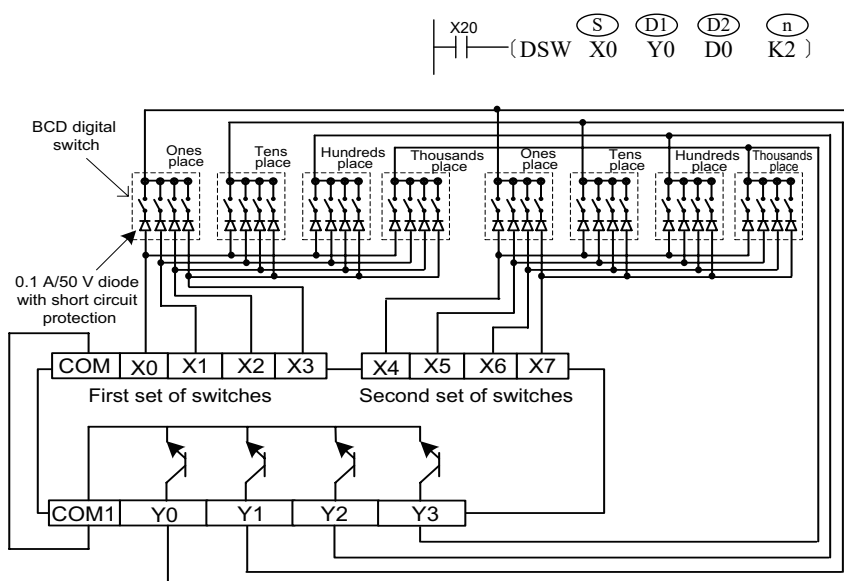 X20
S D1 D2 n
DSW X0 Y0 D0 K2
BCD digital
switch
Ones
place
Tens
place
Hundreds
place
Thousands
place
Ones
place
Tens
place
Hundreds
place
Thousands
place
0.1 A/50 V diode
with short circuit
protection
COM X0 X1 X2 X3 X4 X5 X6 X7
First set of switches Second set of switches
COM1 Y0 Y1 Y2 Y3